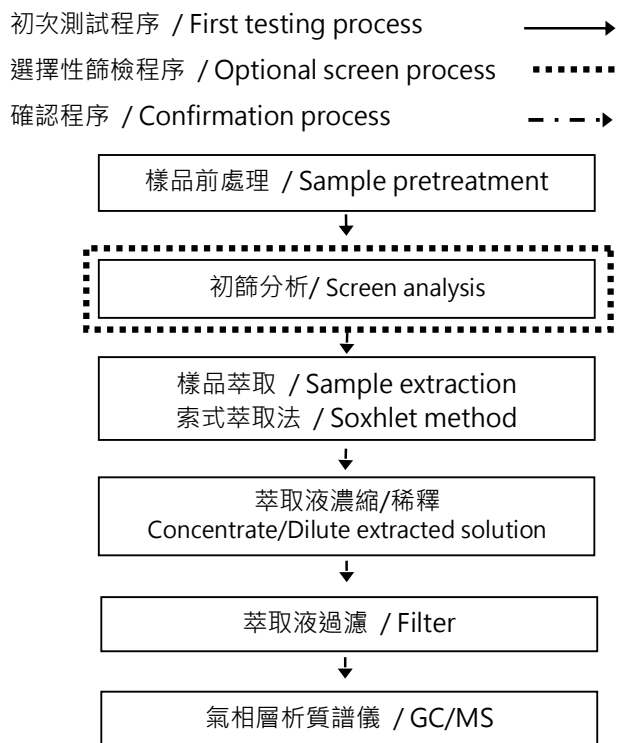 初次測試程序 / First testing process
選擇性篩檢程序 / Optional screen process
確認程序 / Confirmation process
樣品前處理 / Sample pretreatment
初篩分析/ Screen analysis
樣品萃取 / Sample extraction
索式萃取法 / Soxhlet method
萃取液濃縮/稀釋
Concentrate/Dilute extracted solution
萃取液過濾 / Filter
氣相層析質譜儀 / GC/MS